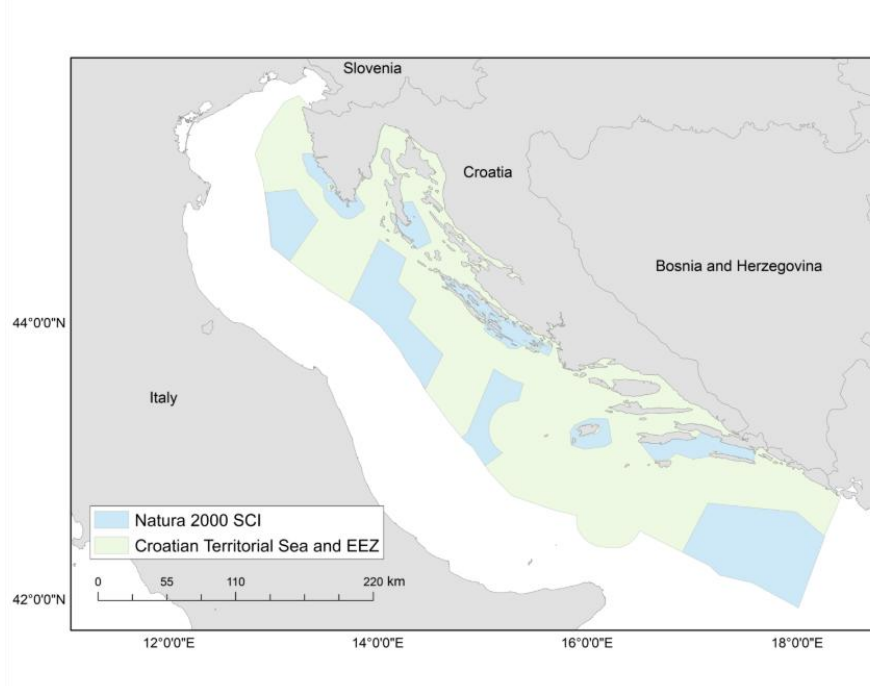 Slovenia
Croatia
Bosnia and Herzegovina
44°0'0"N
Italy
Natura 2000 SCI
Croatian Territorial Sea and EEZ
0 55 110 220 km
42°0'0"N
12°0'0"E 14°0'0"E 16°0'0"E 18°0'0"E